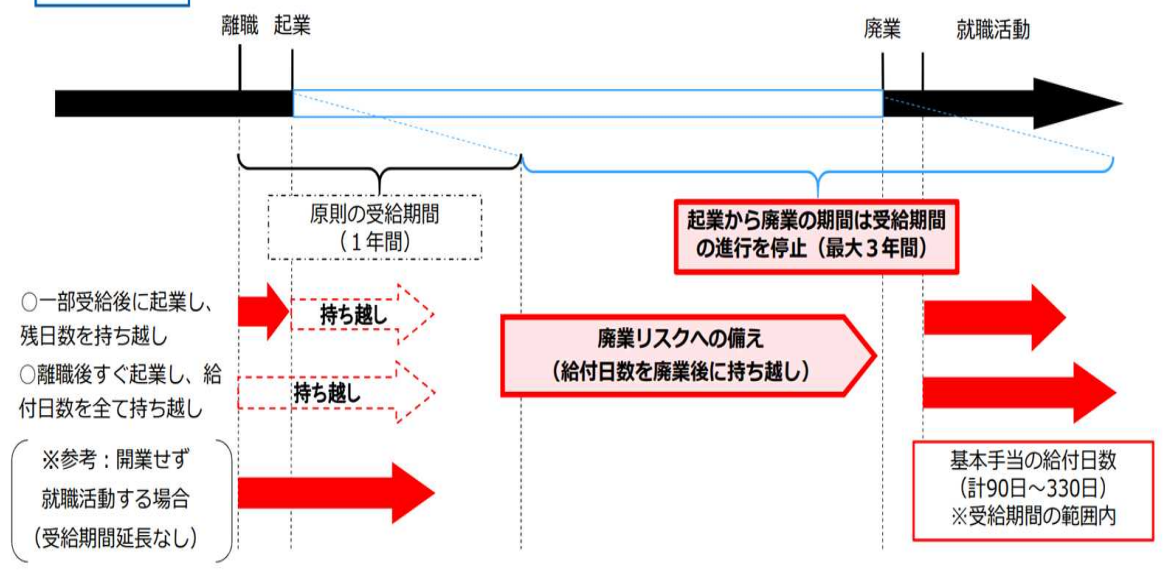 離職 起業
廃業
就職活動
原則の受給期間
（１年間）
起業から廃業の期間は受給期間
の進行を停止（最大３年間）
○一部受給後に起業し、
残日数を持ち越し
持ち越し
廃業リスクへの備え
（給付日数を廃業後に持ち越し）
○離職後すぐ起業し、給
付日数を全て持ち越し
持ち越し
※参考：開業せず
就職活動する場合
（受給期間延長なし）
基本手当の給付日数
（計90日～330日）
※受給期間の範囲内